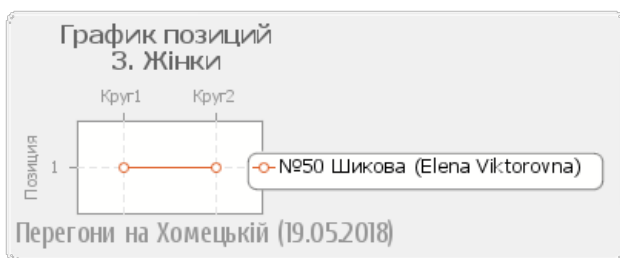 График позиций
3. Жінки
Круг1 Круг2
Позиция
1
№50 Шикова (Elena Viktorovna)
Перегони на Хомецькій (19.05.2018)